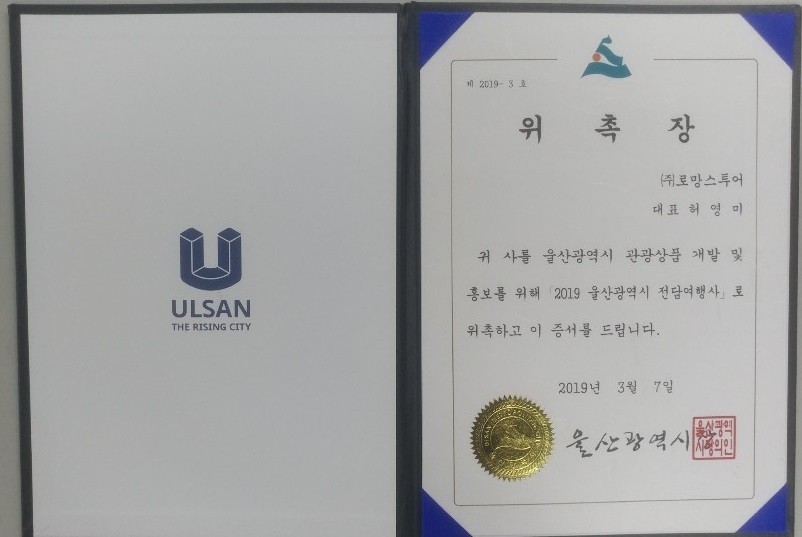 ULSAN
THE RISING CITY
제 2019- 3 호
위 촉 장
(주)로망스투어
대표 허 영 미
귀 사를 울산광역시 관광상품 개발 및
홍보를 위해 「2019 울산광역시 전담여행사」로
위촉하고 이 증서를 드립니다.
2019년 3월 7일
울산광역시장
울산광역
시장의인